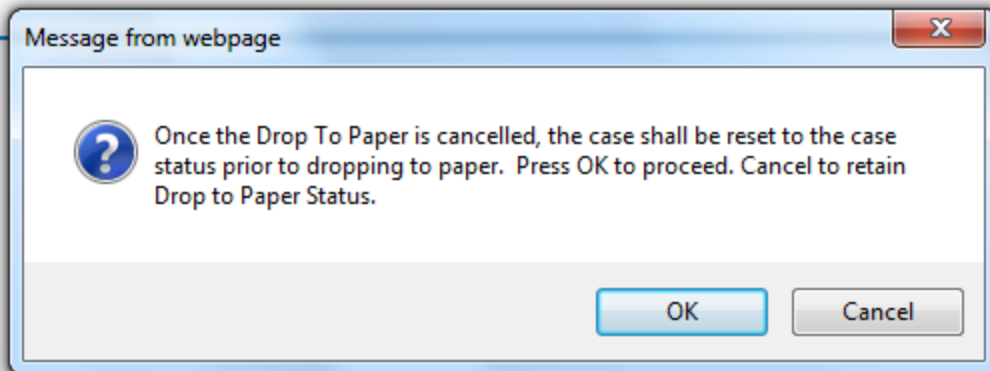 Message from webpage
Once the Drop To Paper is cancelled, the case shall be reset to the case
status prior to dropping to paper.  Press OK to proceed. Cancel to retain
Drop to Paper Status.
OK
Cancel